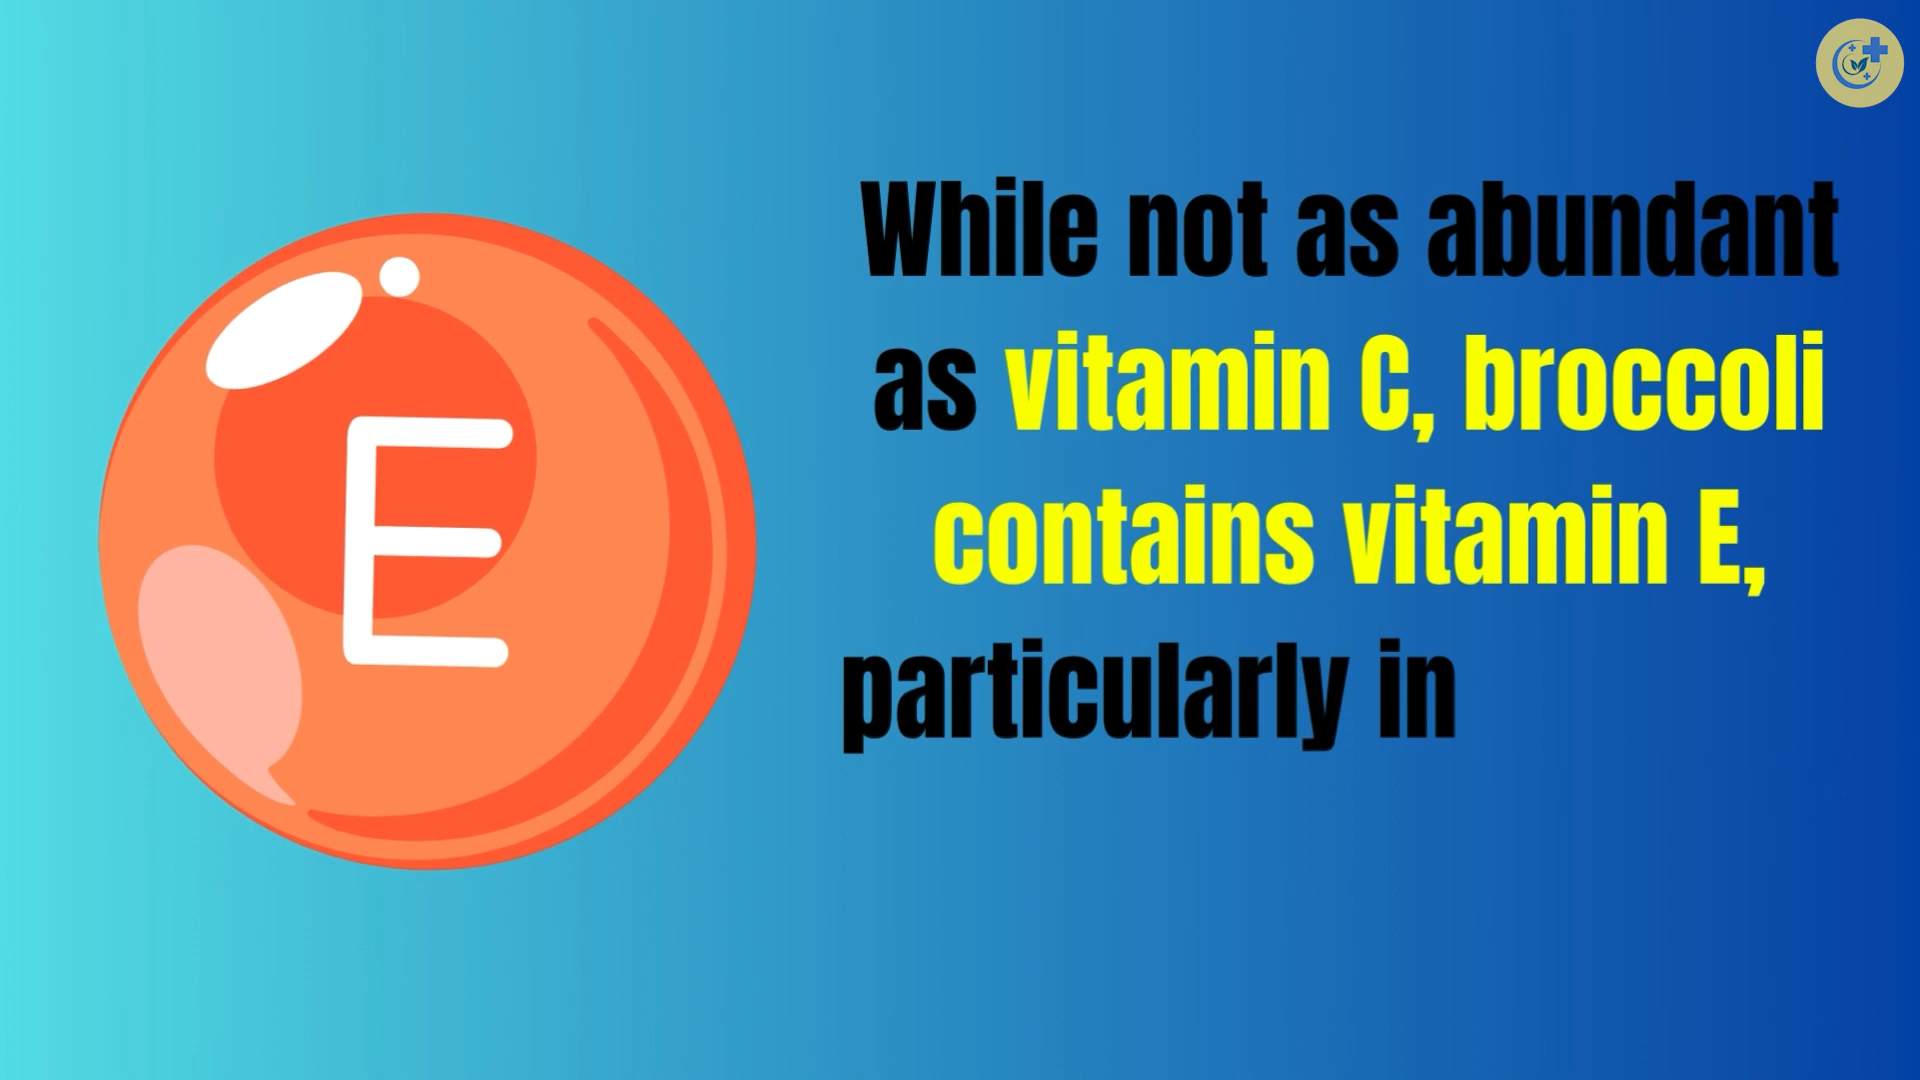 E
While not as abundant
as vitamin C, broccoli
contains vitamin E,
particularly in